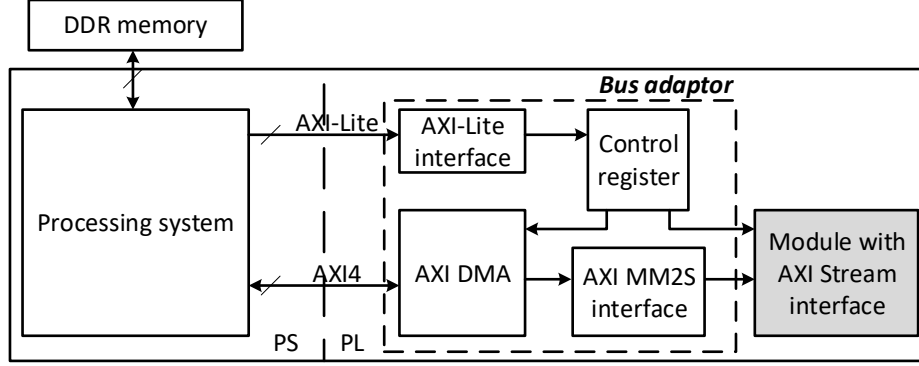 DDR memory
Bus adaptor
AXI-Lite
AXI-Lite
interface
Control
register
Processing system
AXI4
AXI DMA
AXI MM2S
interface
Module with
AXI Stream
interface
PS
PL